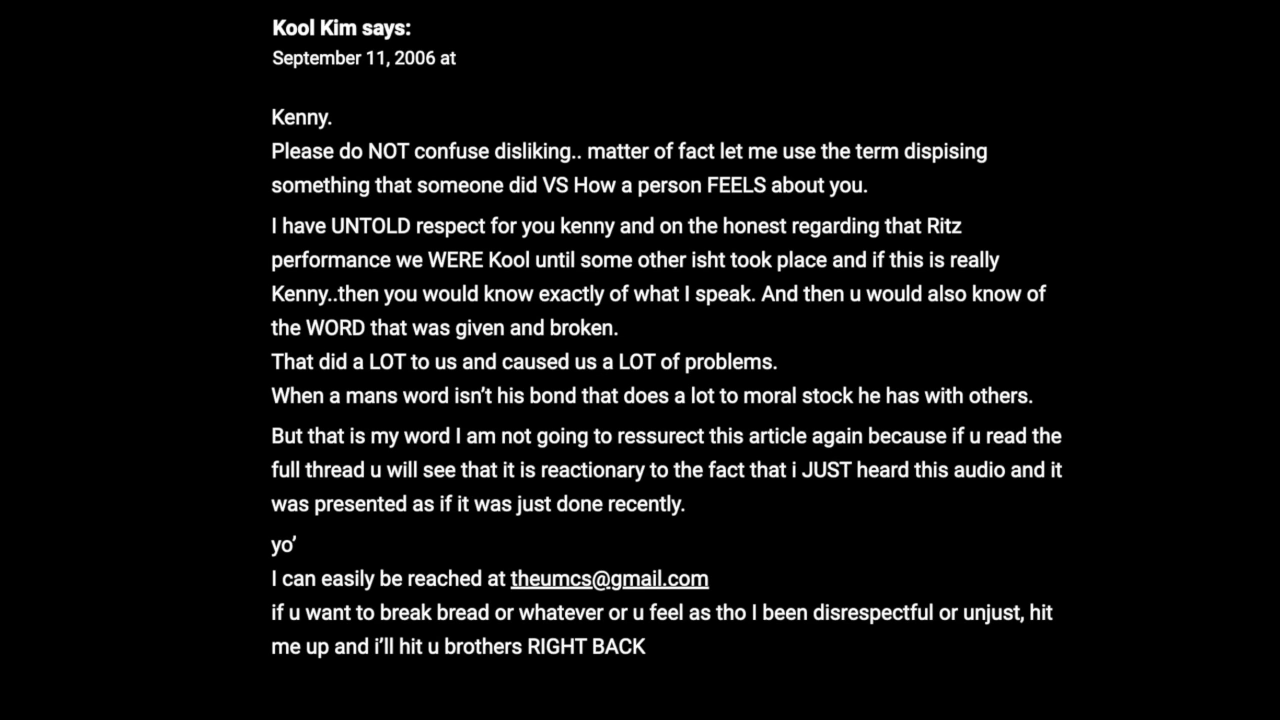 Kool Kim says:
September 11, 2006 at
Kenny.
Please do NOT confuse disliking.. matter of fact let me use the term dispising
something that someone did VS How a person FEELS about you.
I have UNTOLD respect for you kenny and on the honest regarding that Ritz
performance we WERE Kool until some other isht took place and if this is really
Kenny..then you would know exactly of what I speak. And then u would also know of
the WORD that was given and broken.
That did a LOT to us and caused us a LOT of problems.
When a mans word isn’t his bond that does a lot to moral stock he has with others.
But that is my word I am not going to ressurect this article again because if u read the
full thread u will see that it is reactionary to the fact that i JUST heard this audio and it
was presented as if it was just done recently.
yo’
I can easily be reached at theumcs@gmail.com
if u want to break bread or whatever or u feel as tho I been disrespectful or unjust, hit
me up and i’ll hit u brothers RIGHT BACK